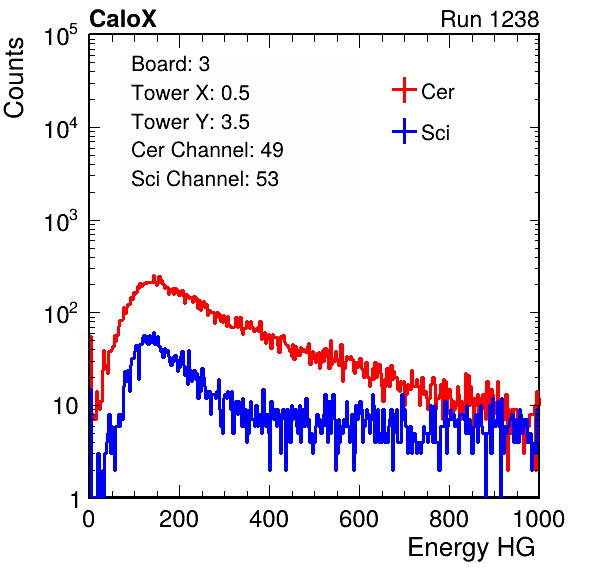 CaloX Run 1238
Counts
10^5
10^4
10^3
10^2
10
1
Board: 3
Tower X: 0.5
Tower Y: 3.5
Cer Channel: 49
Sci Channel: 53
Cer
Sci
0 200 400 600 800 1000
Energy HG